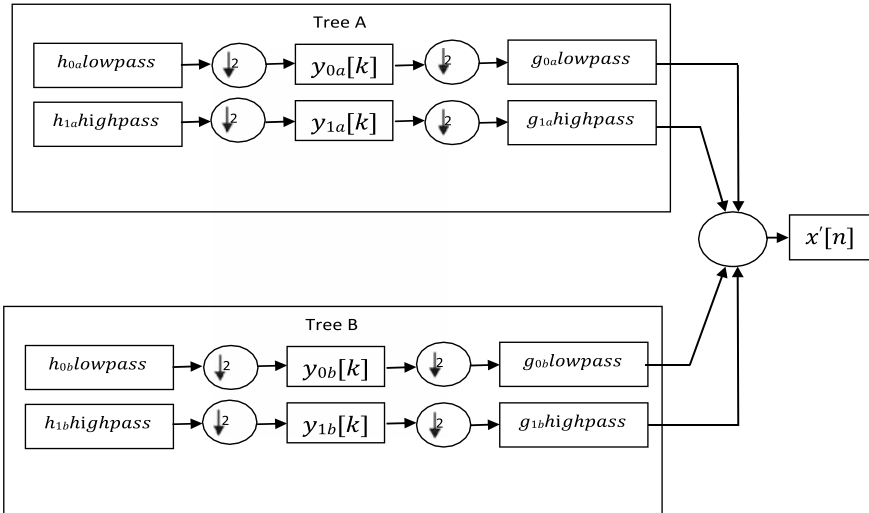 Tree A
h₀ₐlowpass 2 y₀ₐ[k] 2 g₀ₐlowpass
h₁ₐhighpass 2 y₁ₐ[k] 2 g₁ₐhighpass
x′[n]
Tree B
h₀blowpass 2 y₀b[k] 2 g₀blowpass
h₁bhighpass 2 y₁b[k] 2 g₁bhighpass